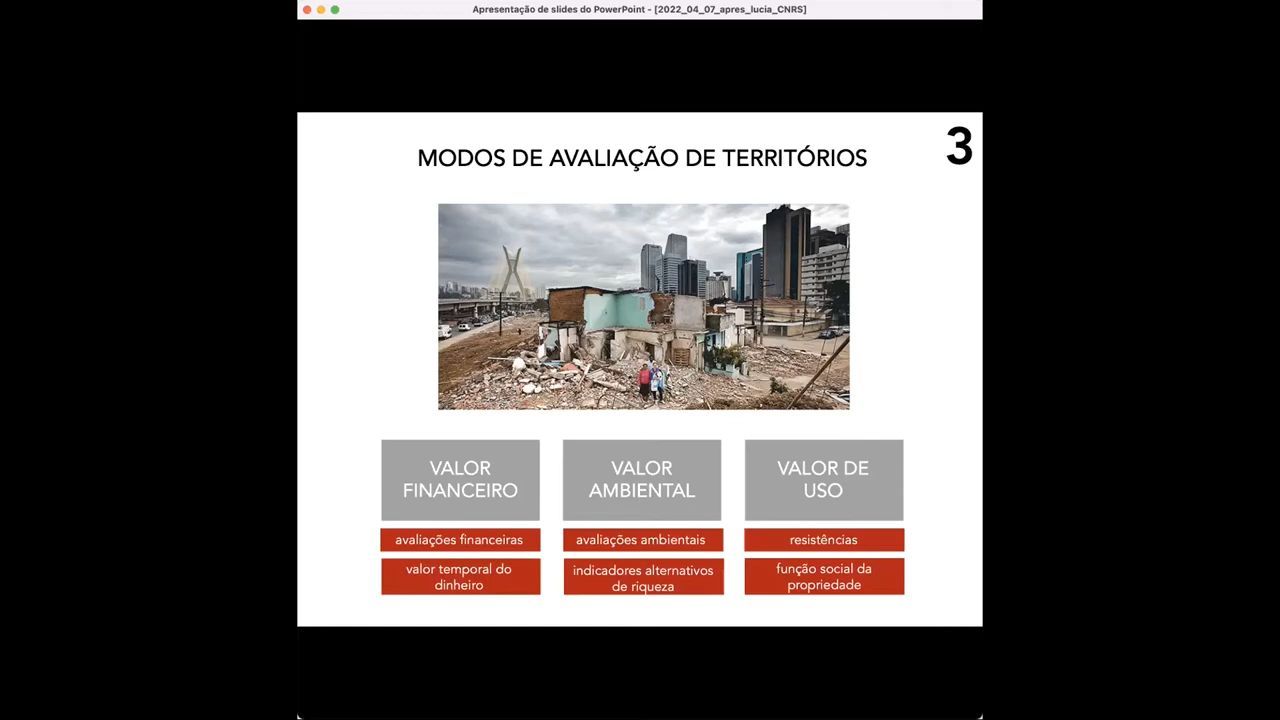 Apresentação de slides do PowerPoint - [2022_04_07_apres_lucia_CNRS]
3
MODOS DE AVALIAÇÃO DE TERRITÓRIOS
VALOR
FINANCEIRO
avaliações financeiras
valor temporal do
dinheiro
VALOR
AMBIENTAL
avaliações ambientais
indicadores alternativos
de riqueza
VALOR DE
USO
resistências
função social da
propriedade